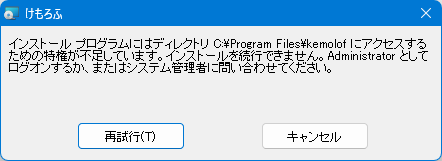 けもろふ
インストール プログラムにはディレクトリ C:¥Program Files¥kemolof にアクセスする
ための特権が不足しています。インストールを続行できません。Administrator として
ログオンするか、またはシステム管理者に問い合わせてください。
再試行(T)
キャンセル